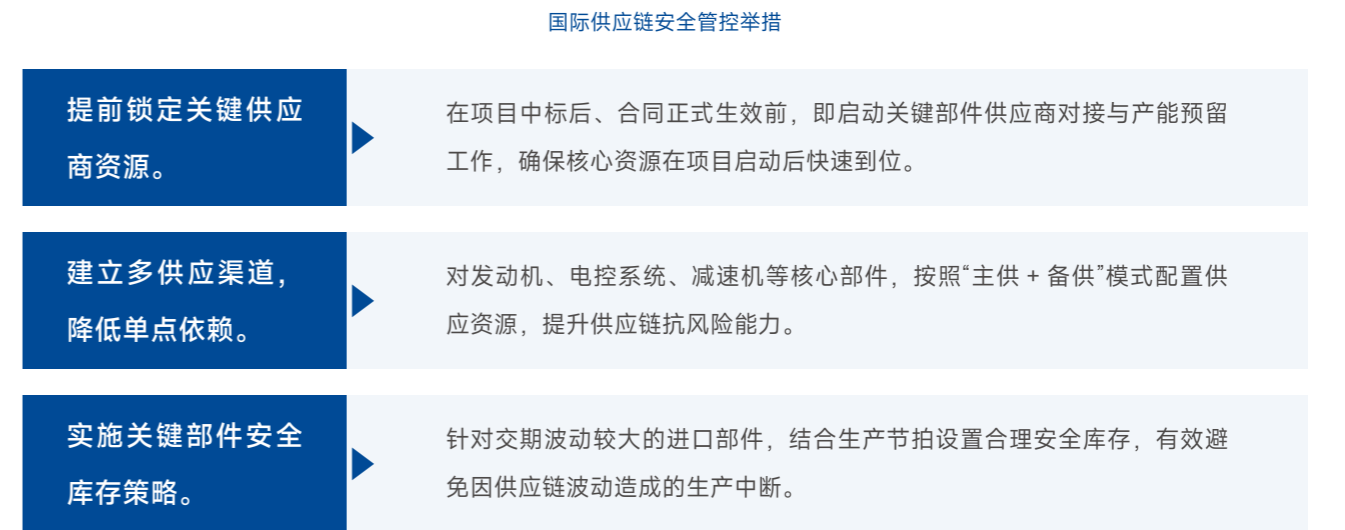 国际供应链安全管控举措
提前锁定关键供应
商资源。
在项目中标后、合同正式生效前，即启动关键部件供应商对接与产能预留
工作，确保核心资源在项目启动后快速到位。
建立多供应渠道，
降低单点依赖。
对发动机、电控系统、减速机等核心部件，按照“主供 + 备供”模式配置供
应资源，提升供应链抗风险能力。
实施关键部件安全
库存策略。
针对交期波动较大的进口部件，结合生产节拍设置合理安全库存，有效避
免因供应链波动造成的生产中断。